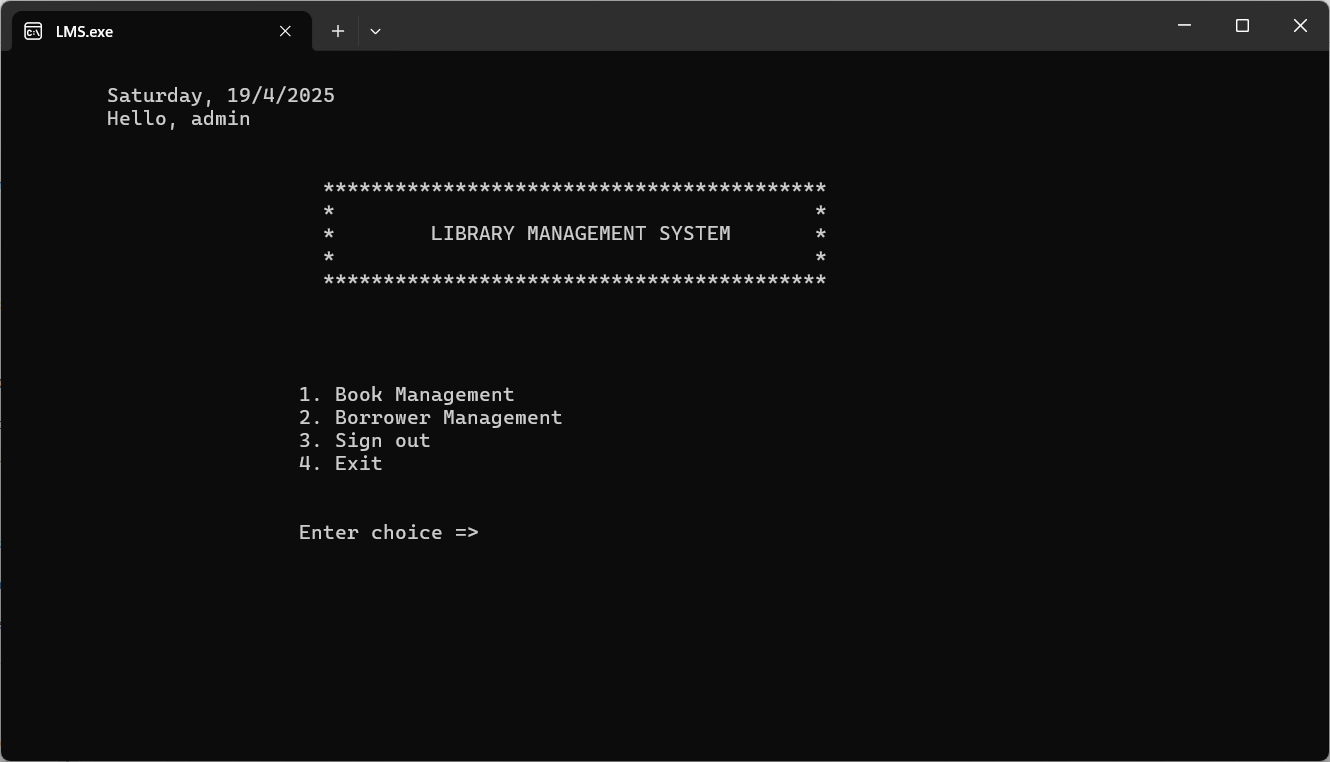 LMS.exe
Saturday, 19/4/2025
Hello, admin
******************************************
* *
* LIBRARY MANAGEMENT SYSTEM *
* *
******************************************
1. Book Management
2. Borrower Management
3. Sign out
4. Exit
Enter choice =>